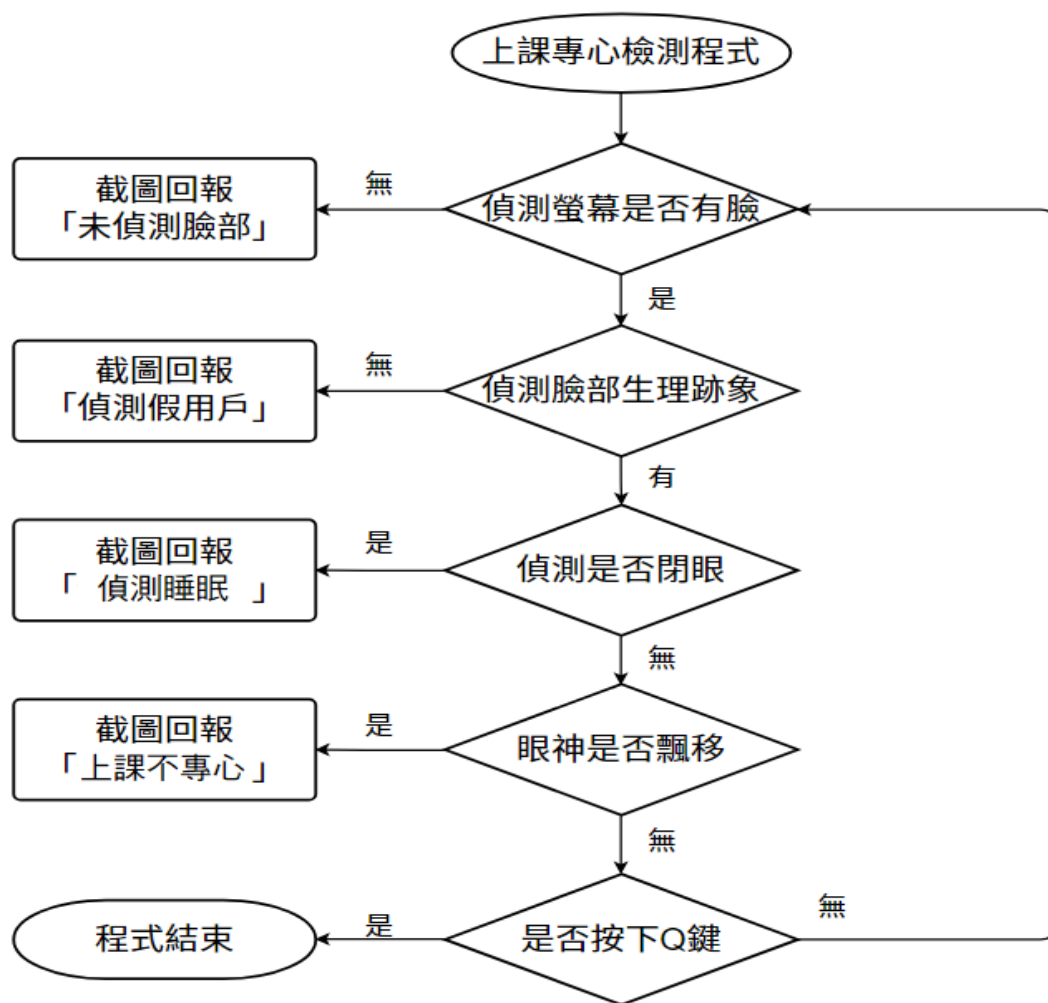 上課專心檢測程式
偵測螢幕是否有臉
無
截圖回報
「未偵測臉部」
是
偵測臉部生理跡象
無
截圖回報
「偵測假用戶」
有
偵測是否閉眼
是
截圖回報
「 偵測睡眠 」
無
眼神是否飄移
是
截圖回報
「上課不專心」
無
是否按下Q鍵
無
是
程式結束